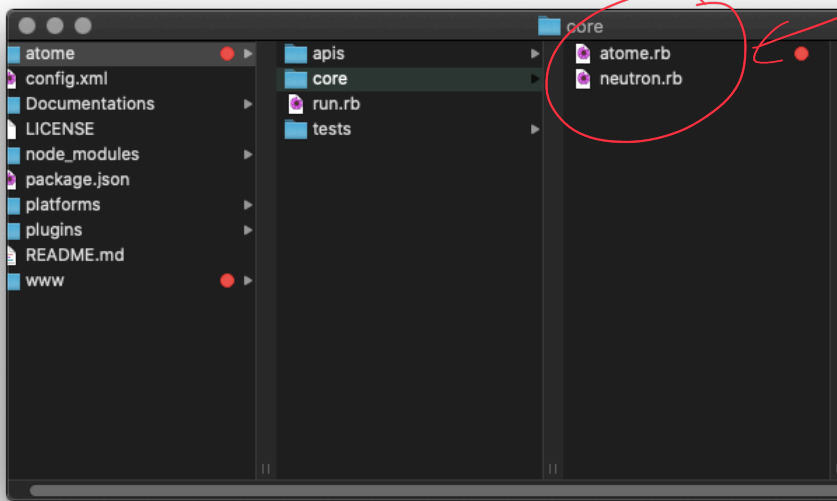 core
atome
config.xml
Documentations
LICENSE
node_modules
package.json
platforms
plugins
README.md
www
apis
core
run.rb
tests
atome.rb
neutron.rb